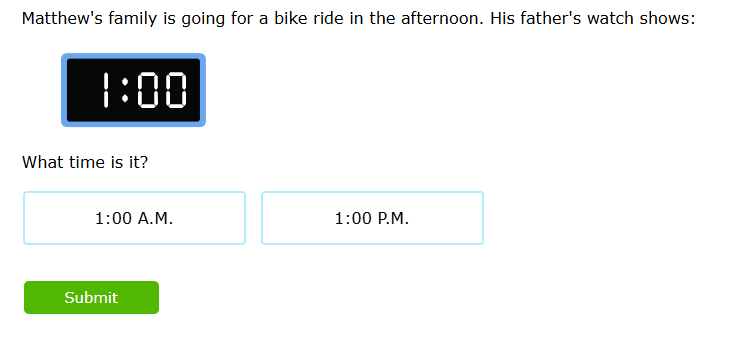 Matthew's family is going for a bike ride in the afternoon. His father's watch shows:
1:00
What time is it?
1:00 A.M.
1:00 P.M.
Submit